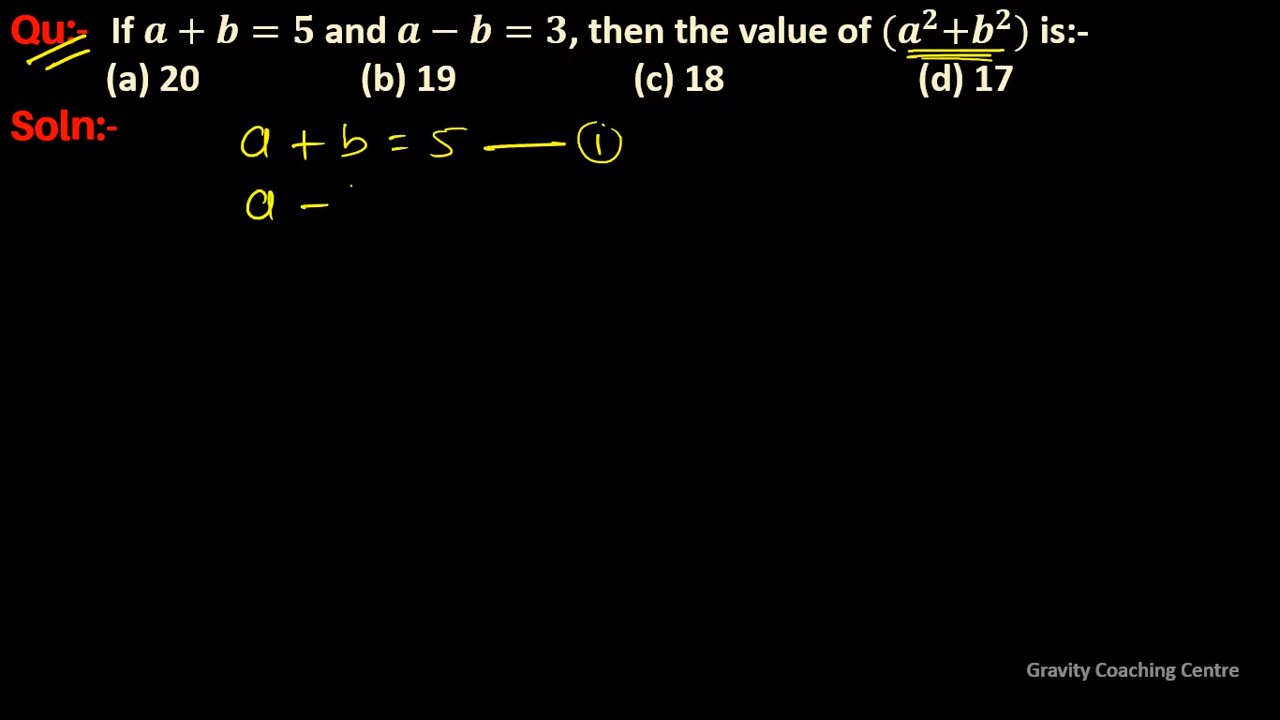 Qu:- If a + b = 5 and a − b = 3, then the value of (a²+b²) is:-
(a) 20 (b) 19 (c) 18 (d) 17
Soln:- a + b = 5 — ⓘ
a −
Gravity Coaching Centre